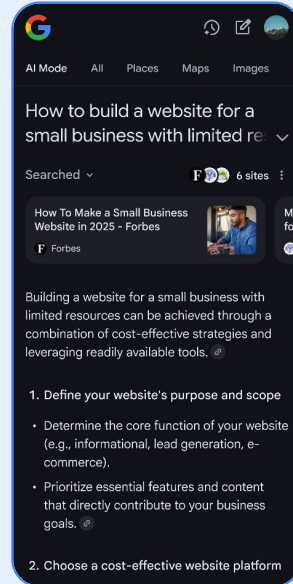 AI Mode All Places Maps Images
How to build a website for a
small business with limited re
Searched 6 sites
How To Make a Small Business
Website in 2025 - Forbes
F Forbes
Building a website for a small business with
limited resources can be achieved through a
combination of cost-effective strategies and
leveraging readily available tools.
1. Define your website's purpose and scope
• Determine the core function of your website
(e.g., informational, lead generation, e-
commerce).
• Prioritize essential features and content
that directly contribute to your business
goals.
2. Choose a cost-effective website platform